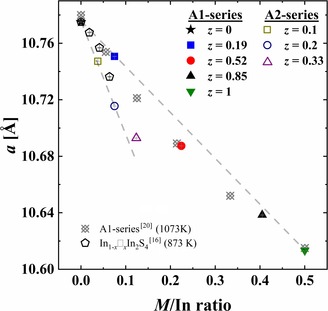 10.76
10.72
10.68
10.64
10.60
a [Å]
A1-series A2-series
z = 0 z = 0.1
z = 0.19 z = 0.2
z = 0.52 z = 0.33
z = 0.85
z = 1
A1-series[20] (1073K)
In1-x□xIn2S4[16] (873 K)
0.0 0.1 0.2 0.3 0.4 0.5
M/In ratio